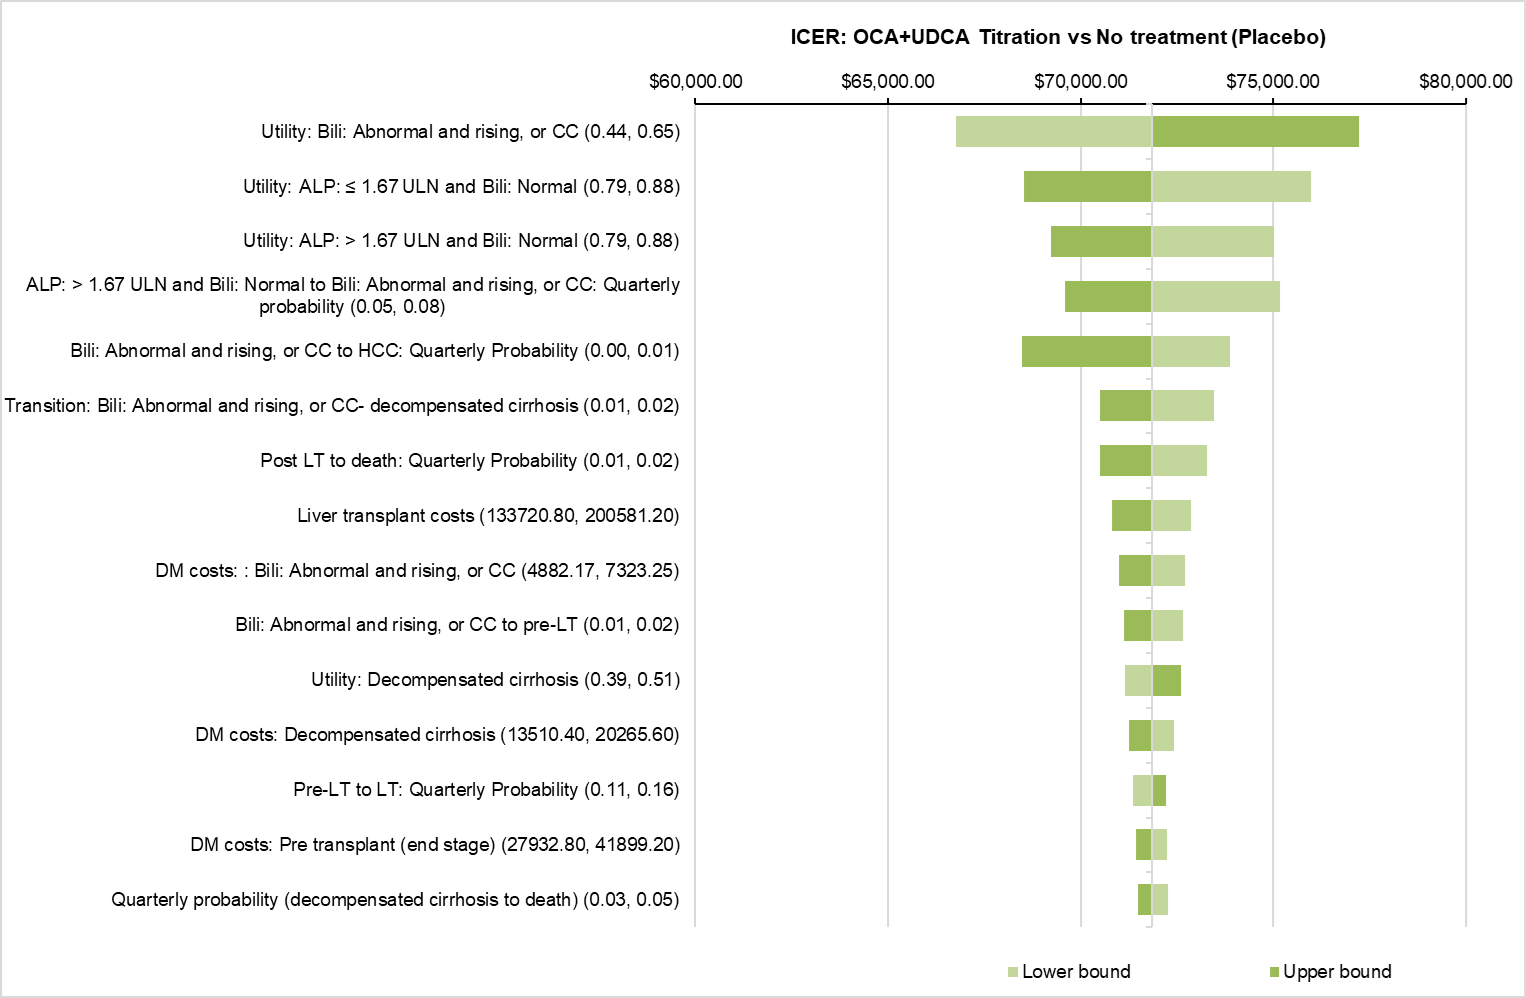 ICER: OCA+UDCA Titration vs No treatment (Placebo)
$60,000.00 $65,000.00 $70,000.00 $75,000.00 $80,000.00
Utility: Bili: Abnormal and rising, or CC (0.44, 0.65)
Utility: ALP: ≤ 1.67 ULN and Bili: Normal (0.79, 0.88)
Utility: ALP: > 1.67 ULN and Bili: Normal (0.79, 0.88)
ALP: > 1.67 ULN and Bili: Normal to Bili: Abnormal and rising, or CC: Quarterly
probability (0.05, 0.08)
Bili: Abnormal and rising, or CC to HCC: Quarterly Probability (0.00, 0.01)
Transition: Bili: Abnormal and rising, or CC- decompensated cirrhosis (0.01, 0.02)
Post LT to death: Quarterly Probability (0.01, 0.02)
Liver transplant costs (133720.80, 200581.20)
DM costs: : Bili: Abnormal and rising, or CC (4882.17, 7323.25)
Bili: Abnormal and rising, or CC to pre-LT (0.01, 0.02)
Utility: Decompensated cirrhosis (0.39, 0.51)
DM costs: Decompensated cirrhosis (13510.40, 20265.60)
Pre-LT to LT: Quarterly Probability (0.11, 0.16)
DM costs: Pre transplant (end stage) (27932.80, 41899.20)
Quarterly probability (decompensated cirrhosis to death) (0.03, 0.05)
Lower bound Upper bound